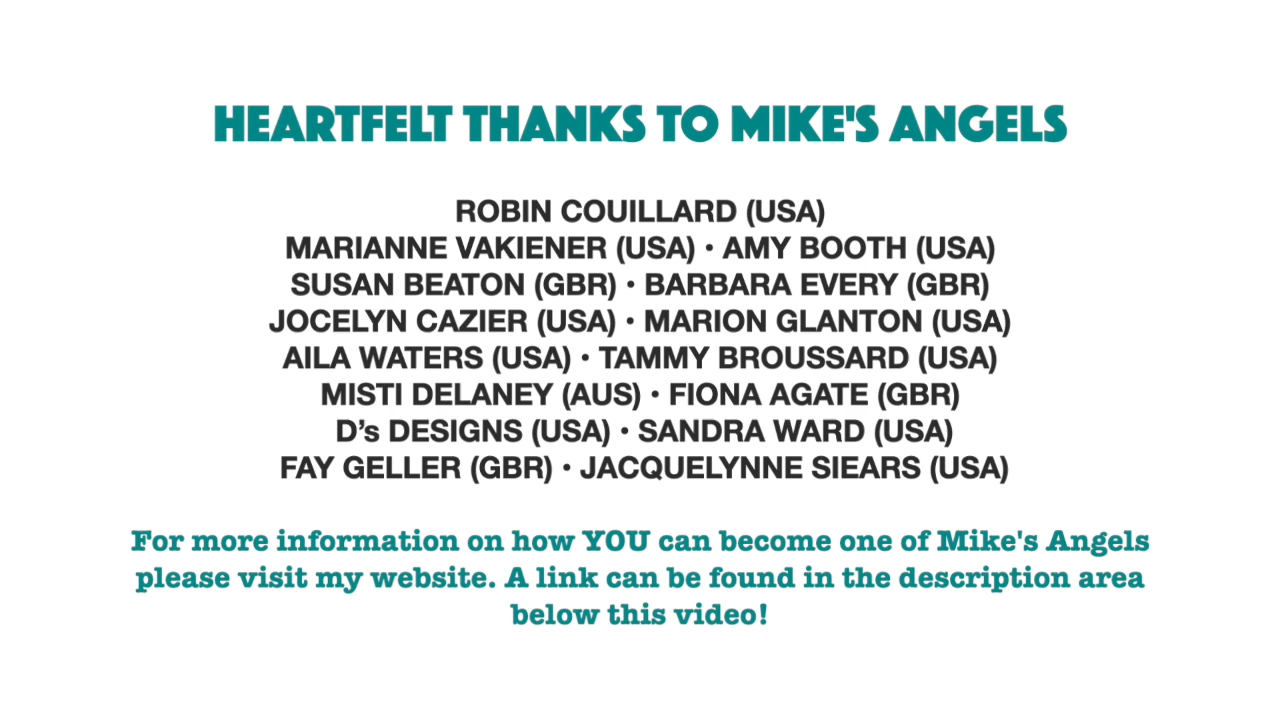 HEARTFELT THANKS TO MIKE'S ANGELS
ROBIN COUILLARD (USA)
MARIANNE VAKIENER (USA) • AMY BOOTH (USA)
SUSAN BEATON (GBR) • BARBARA EVERY (GBR)
JOCELYN CAZIER (USA) • MARION GLANTON (USA)
AILA WATERS (USA) • TAMMY BROUSSARD (USA)
MISTI DELANEY (AUS) • FIONA AGATE (GBR)
D’s DESIGNS (USA) • SANDRA WARD (USA)
FAY GELLER (GBR) • JACQUELYNNE SIEARS (USA)
For more information on how YOU can become one of Mike's Angels
please visit my website. A link can be found in the description area
below this video!